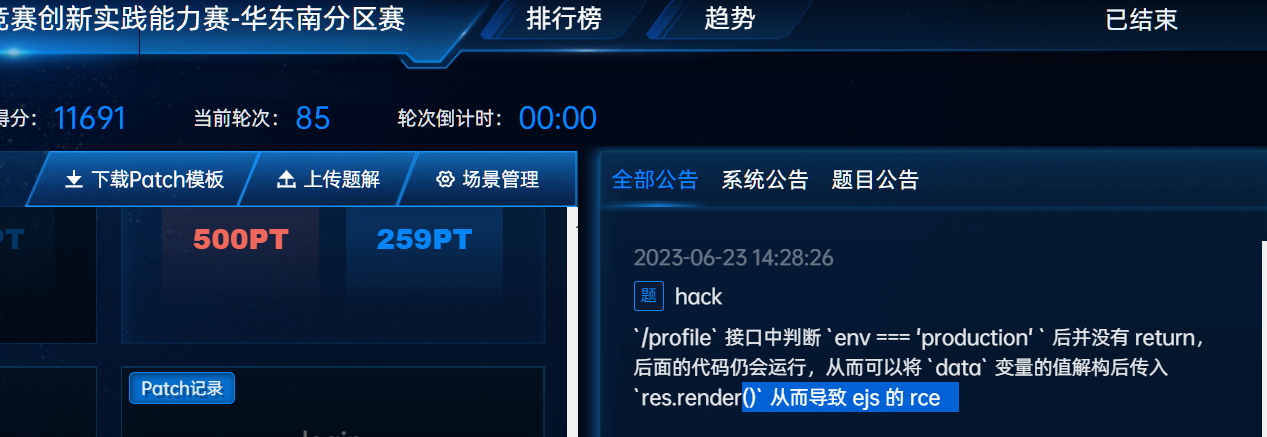 竞赛创新实践能力赛-华东南分区赛
排行榜
趋势
已结束
得分: 11691
当前轮次: 85
轮次倒计时: 00:00
下载Patch模板
上传题解
场景管理
全部公告
系统公告
题目公告
PT
500PT
259PT
2023-06-23 14:28:26
题 hack
`/profile` 接口中判断 `env === 'production' ` 后并没有 return，
后面的代码仍会运行，从而可以将 `data` 变量的值解构后传入
`res.render()` 从而导致 ejs 的 rce
Patch记录